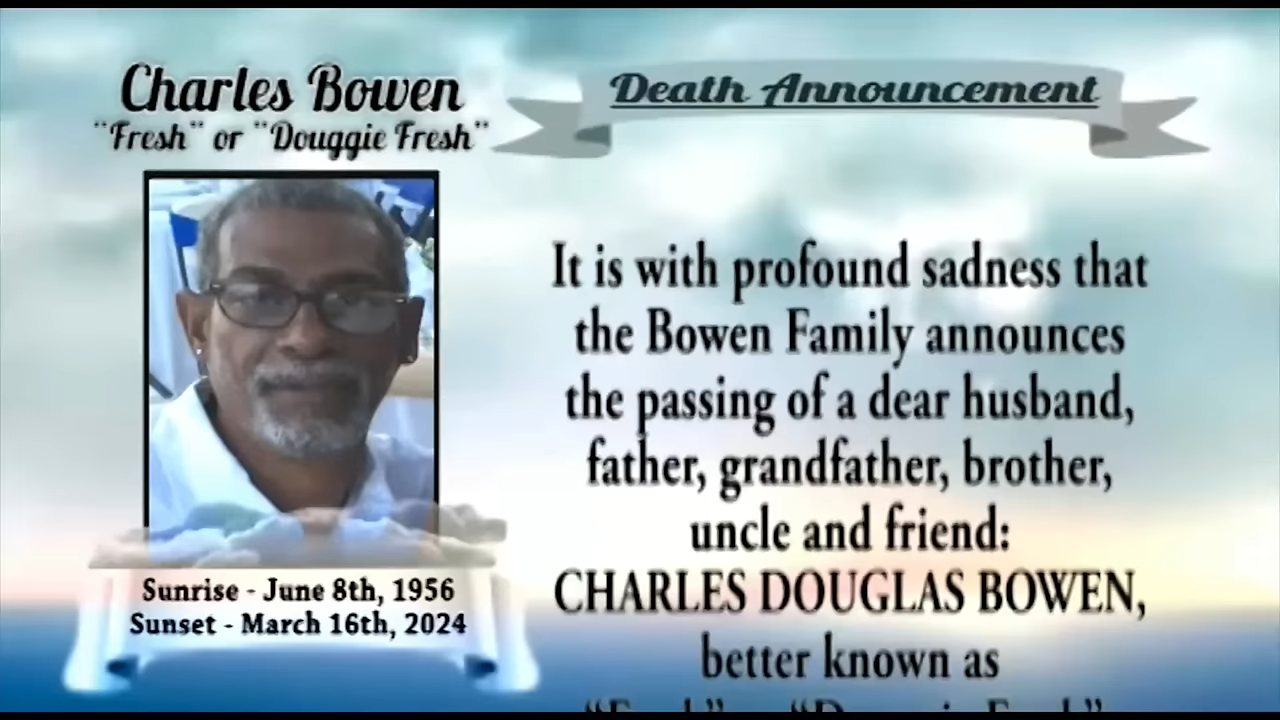 Charles Bowen
"Fresh" or "Douggie Fresh"
Death Announcement
It is with profound sadness that
the Bowen Family announces
the passing of a dear husband,
father, grandfather, brother,
uncle and friend:
CHARLES DOUGLAS BOWEN,
better known as
Sunrise - June 8th, 1956
Sunset - March 16th, 2024